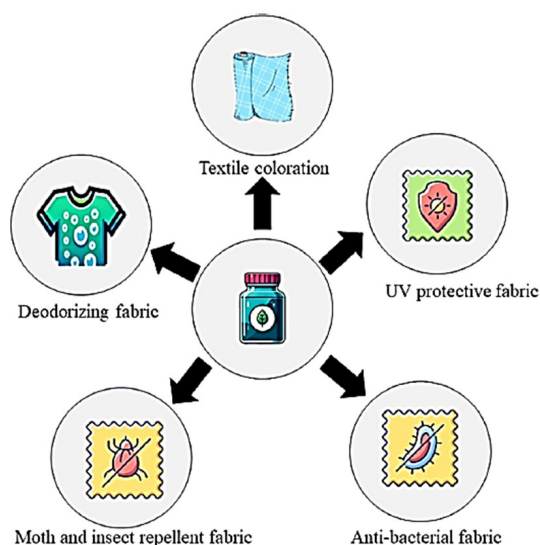 Textile coloration
UV protective fabric
Deodorizing fabric
Moth and insect repellent fabric
Anti-bacterial fabric